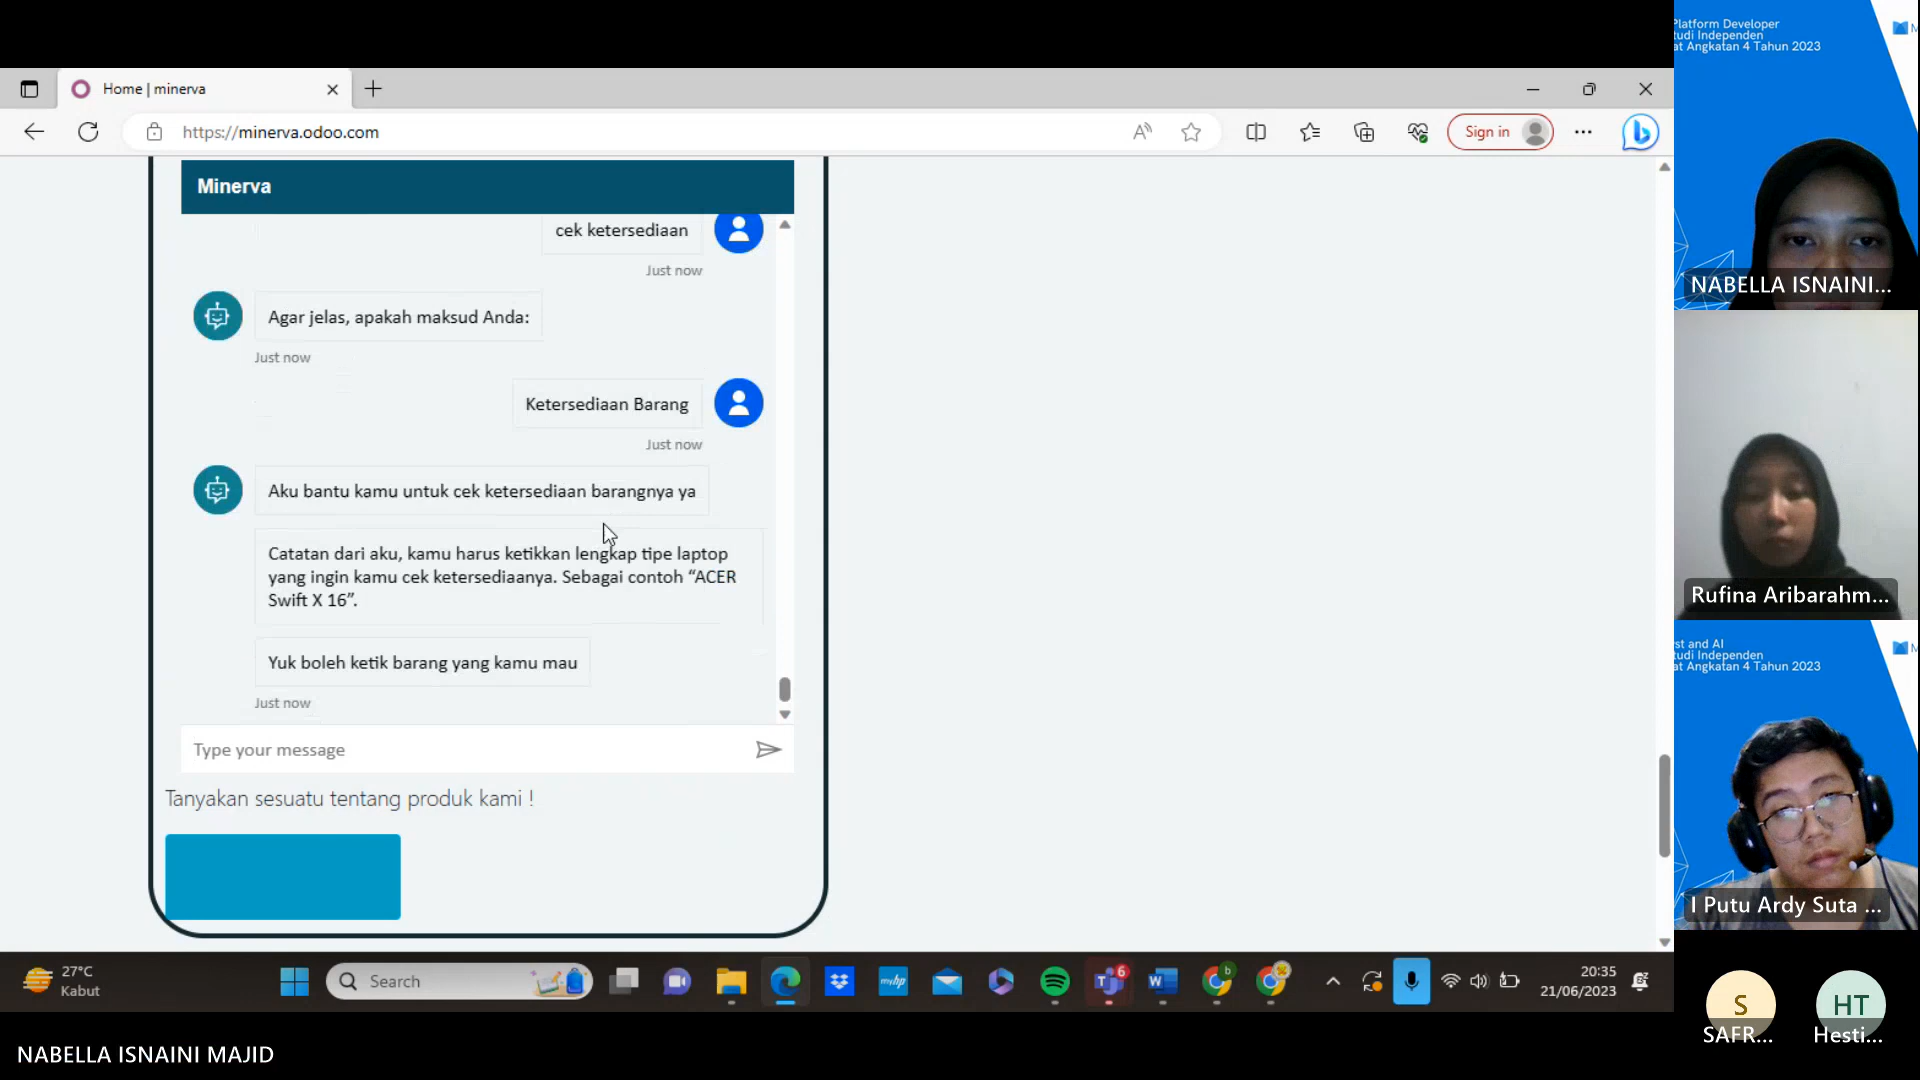 Home | minerva
https://minerva.odoo.com
Sign in
Minerva
cek ketersediaan
Just now
Agar jelas, apakah maksud Anda:
Just now
Ketersediaan Barang
Just now
Aku bantu kamu untuk cek ketersediaan barangnya ya
Catatan dari aku, kamu harus ketikkan lengkap tipe laptop
yang ingin kamu cek ketersediaanya. Sebagai contoh “ACER
Swift X 16”.
Yuk boleh ketik barang yang kamu mau
Just now
Type your message
Tanyakan sesuatu tentang produk kami !
27°C
Kabut
Search
myhp
6
b
20:35
21/06/2023
Platform Developer
tudi Independen
at Angkatan 4 Tahun 2023
NABELLA ISNAINI...
Rufina Aribarahm...
st and AI
tudi Independen
at Angkatan 4 Tahun 2023
I Putu Ardy Suta ...
S
SAFR...
HT
Hesti...
NABELLA ISNAINI MAJID